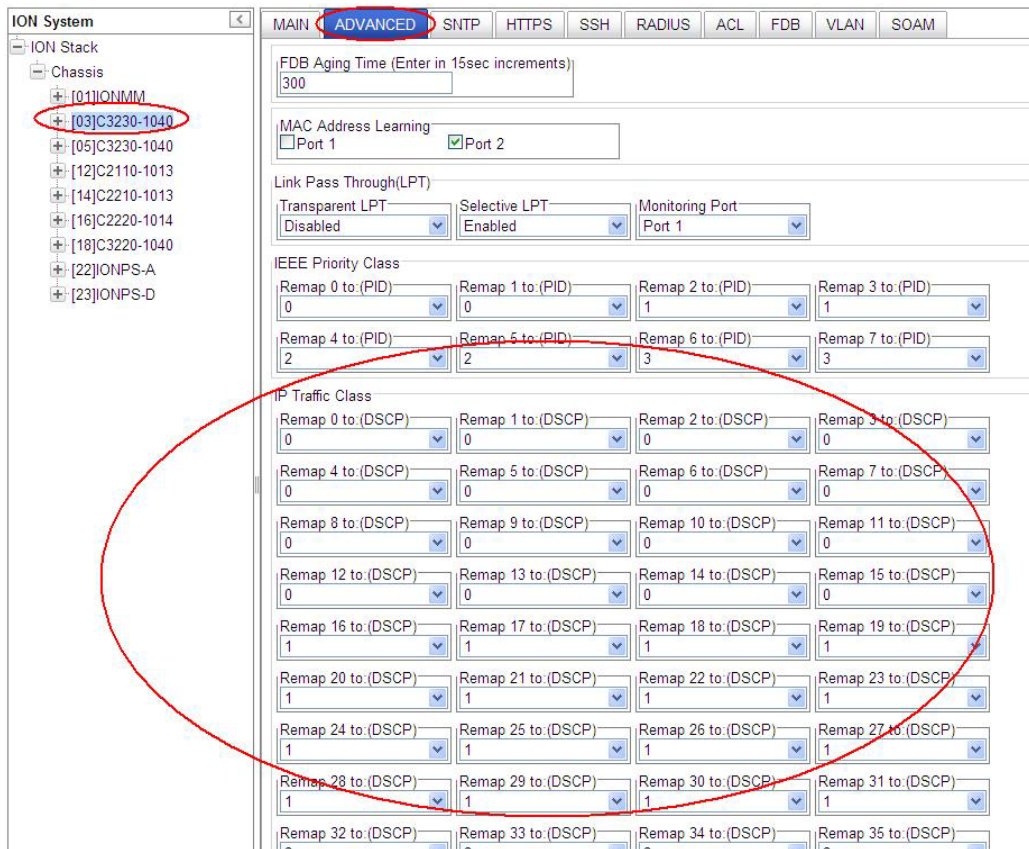 ION System
ION Stack
Chassis
[01]IONMM
[03]C3230-1040
[05]C3230-1040
[12]C2110-1013
[14]C2210-1013
[16]C2220-1014
[18]C3220-1040
[22]IONPS-A
[23]IONPS-D
MAIN ADVANCED SNTP HTTPS SSH RADIUS ACL FDB VLAN SOAM
FDB Aging Time (Enter in 15sec increments)
300
MAC Address Learning
Port 1 Port 2
Link Pass Through(LPT)
Transparent LPT Selective LPT Monitoring Port
Disabled Enabled Port 1
IEEE Priority Class
Remap 0 to:(PID) Remap 1 to:(PID) Remap 2 to:(PID) Remap 3 to:(PID)
0 0 1 1
Remap 4 to:(PID) Remap 5 to:(PID) Remap 6 to:(PID) Remap 7 to:(PID)
2 2 3 3
IP Traffic Class
Remap 0 to:(DSCP) Remap 1 to:(DSCP) Remap 2 to:(DSCP) Remap 3 to:(DSCP)
0 0 0 0
Remap 4 to:(DSCP) Remap 5 to:(DSCP) Remap 6 to:(DSCP) Remap 7 to:(DSCP)
0 0 0 0
Remap 8 to:(DSCP) Remap 9 to:(DSCP) Remap 10 to:(DSCP) Remap 11 to:(DSCP)
0 0 0 0
Remap 12 to:(DSCP) Remap 13 to:(DSCP) Remap 14 to:(DSCP) Remap 15 to:(DSCP)
0 0 0 0
Remap 16 to:(DSCP) Remap 17 to:(DSCP) Remap 18 to:(DSCP) Remap 19 to:(DSCP)
1 1 1 1
Remap 20 to:(DSCP) Remap 21 to:(DSCP) Remap 22 to:(DSCP) Remap 23 to:(DSCP)
1 1 1 1
Remap 24 to:(DSCP) Remap 25 to:(DSCP) Remap 26 to:(DSCP) Remap 27 to:(DSCP)
1 1 1 1
Remap 28 to:(DSCP) Remap 29 to:(DSCP) Remap 30 to:(DSCP) Remap 31 to:(DSCP)
1 1 1 1
Remap 32 to:(DSCP) Remap 33 to:(DSCP) Remap 34 to:(DSCP) Remap 35 to:(DSCP)